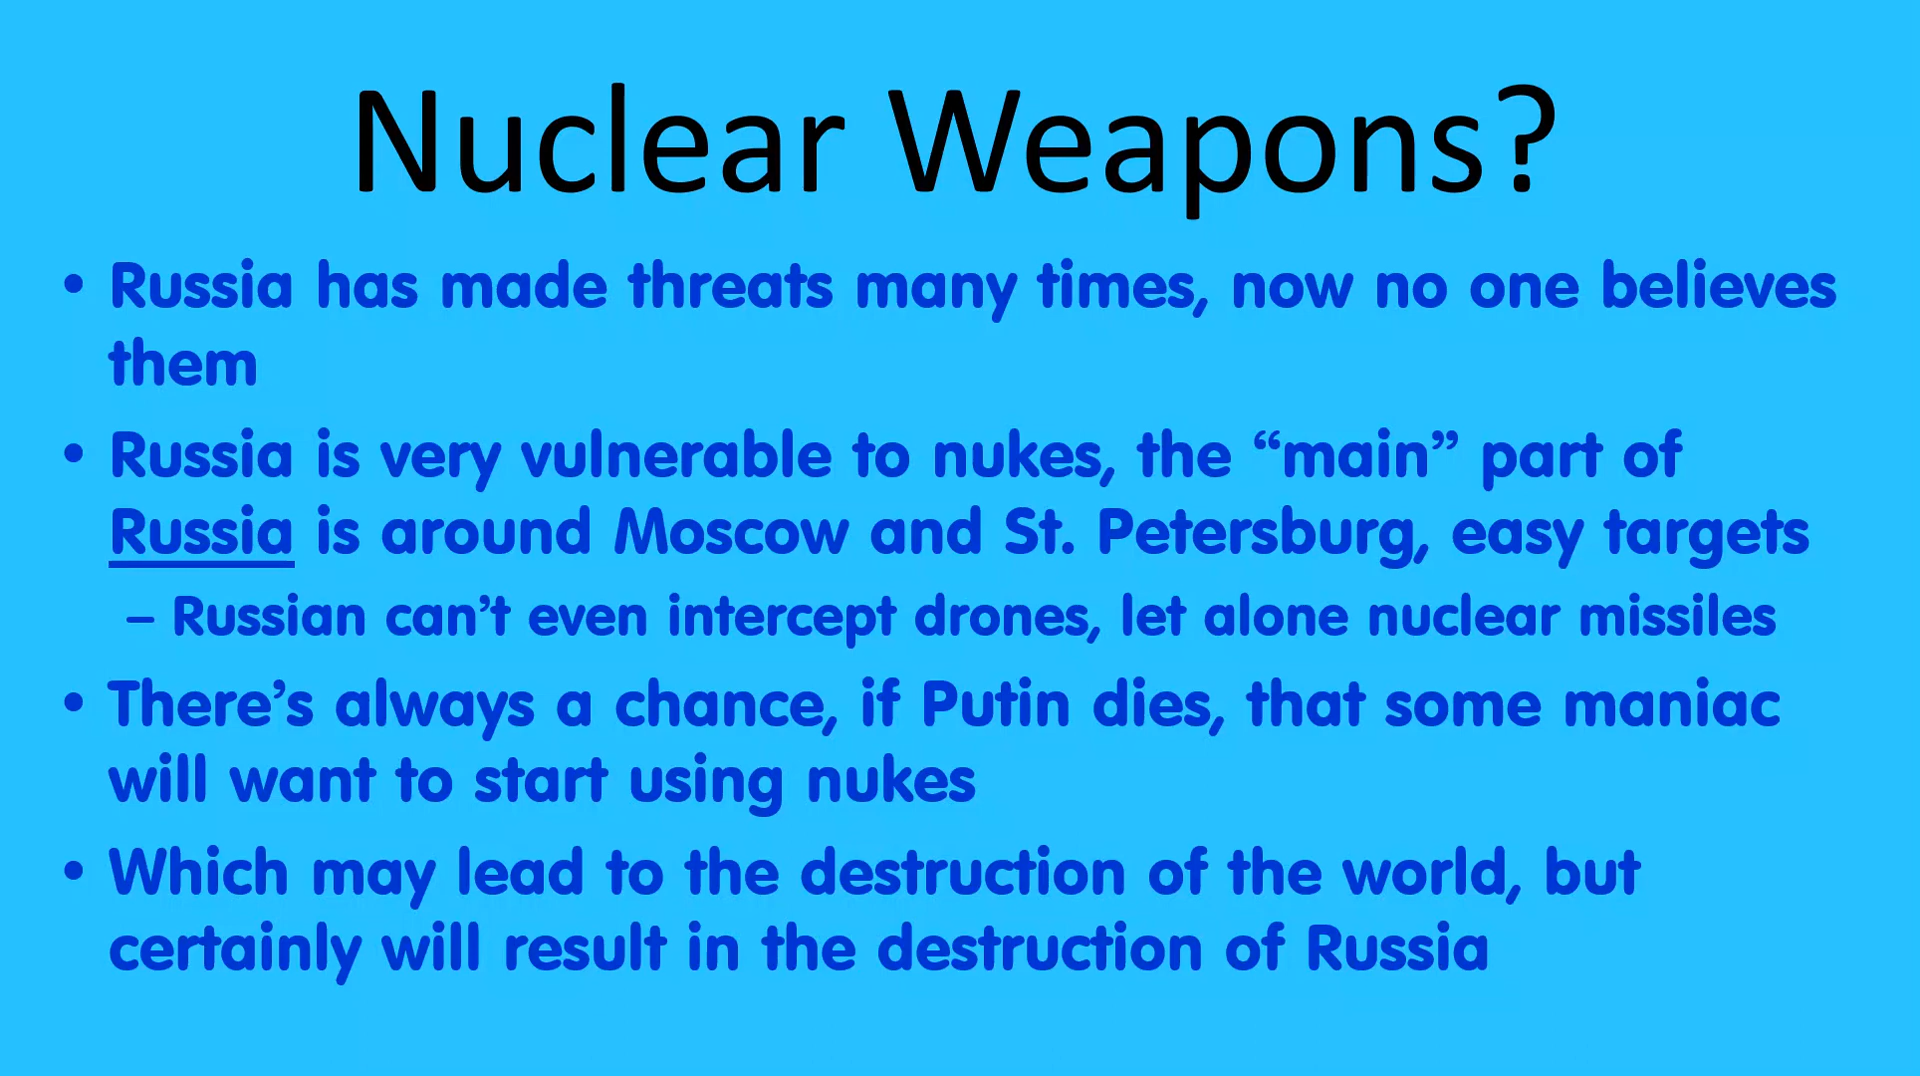 Nuclear Weapons?
• Russia has made threats many times, now no one believes
them
• Russia is very vulnerable to nukes, the “main” part of
Russia is around Moscow and St. Petersburg, easy targets
– Russian can’t even intercept drones, let alone nuclear missiles
• There’s always a chance, if Putin dies, that some maniac
will want to start using nukes
• Which may lead to the destruction of the world, but
certainly will result in the destruction of Russia